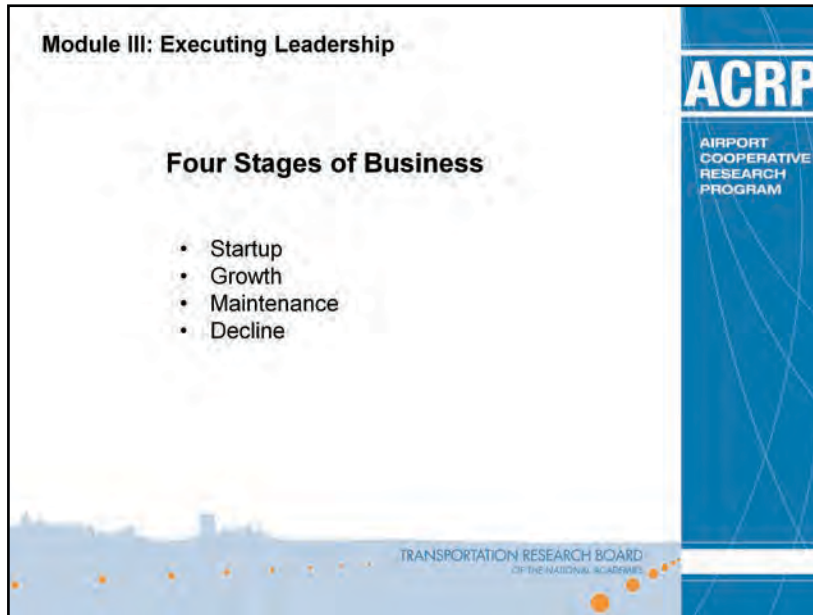 Module III: Executing Leadership
Four Stages of Business
• Startup
• Growth
• Maintenance
• Decline
ACRP
AIRPORT
COOPERATIVE
RESEARCH
PROGRAM
TRANSPORTATION RESEARCH BOARD
OF THE NATIONAL ACADEMIES